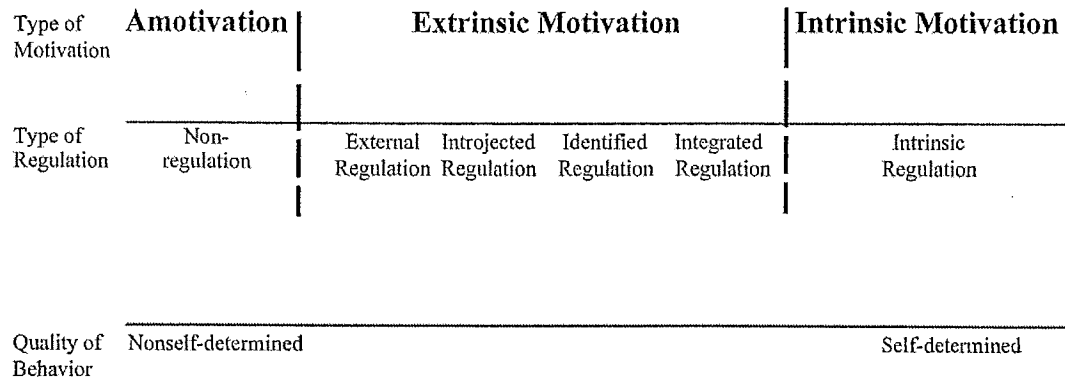 Type of Motivation Amotivation Extrinsic Motivation Intrinsic Motivation
Type of Regulation Non-regulation External Regulation Introjected Regulation Identified Regulation Integrated Regulation Intrinsic Regulation
Quality of Behavior Nonself-determined Self-determined